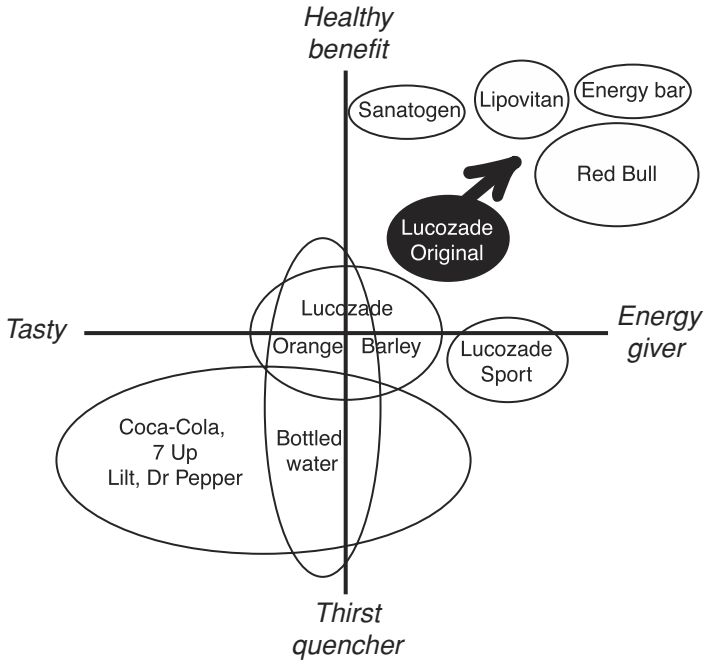 Healthy
benefit
Sanatogen
Lipovitan
Energy bar
Red Bull
Lucozade
Original
Tasty
Energy
giver
Lucozade
Orange Barley
Lucozade
Sport
Coca-Cola,
7 Up
Lilt, Dr Pepper
Bottled
water
Thirst
quencher